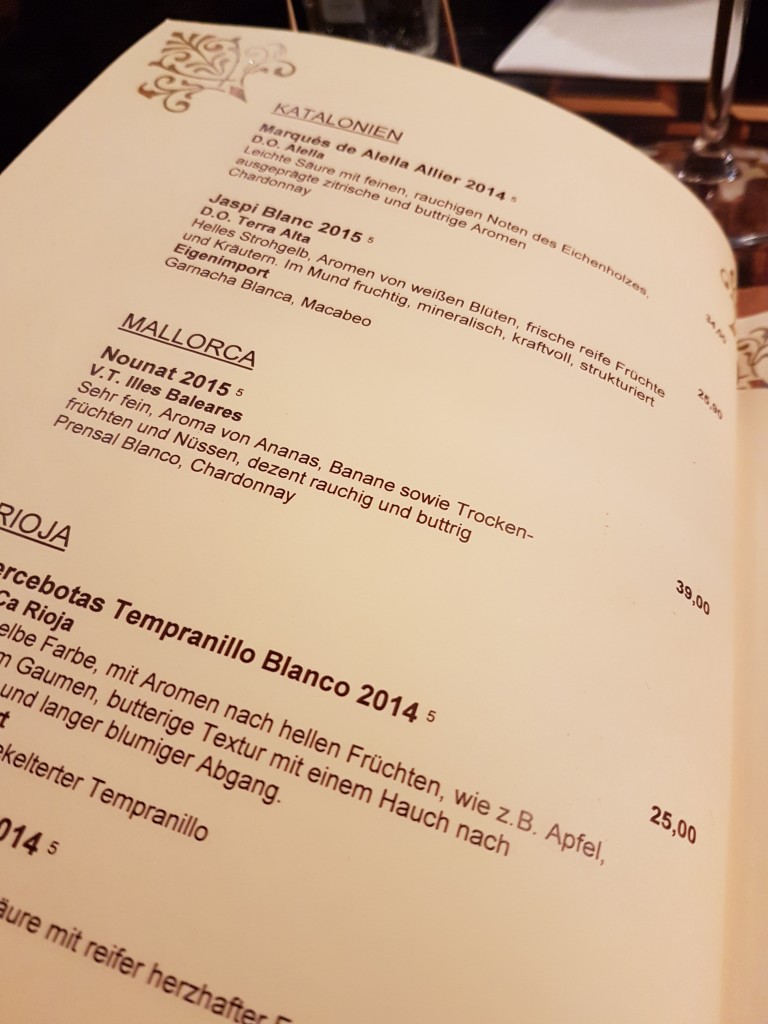 KATALONIEN
Marqués de Alella Allier 2014 5
D.O. Alella
Leichte Säure mit feinen, rauchigen Noten des Eichenholzes,
ausgeprägte zitrische und buttrige Aromen
Chardonnay
Jaspi Blanc 2015 5
D.O. Terra Alta
Helles Strohgelb, Aromen von weißen Blüten, frische reife Früchte
und Kräutern. Im Mund fruchtig, mineralisch, kraftvoll, strukturiert
Eigenimport
Garnacha Blanca, Macabeo
MALLORCA
Nounat 2015 5
V.T. Illes Baleares
Sehr fein, Aroma von Ananas, Banane sowie Trocken-
früchten und Nüssen, dezent rauchig und buttrig
Prensal Blanco, Chardonnay
39,00
RIOJA
ercebotas Tempranillo Blanco 2014 5
Ca Rioja
elbe Farbe, mit Aromen nach hellen Früchten, wie z.B. Apfel,
m Gaumen, butterige Textur mit einem Hauch nach
und langer blumiger Abgang.
25,00
rt
ekelterter Tempranillo
014 5
äure mit reifer herzhafter